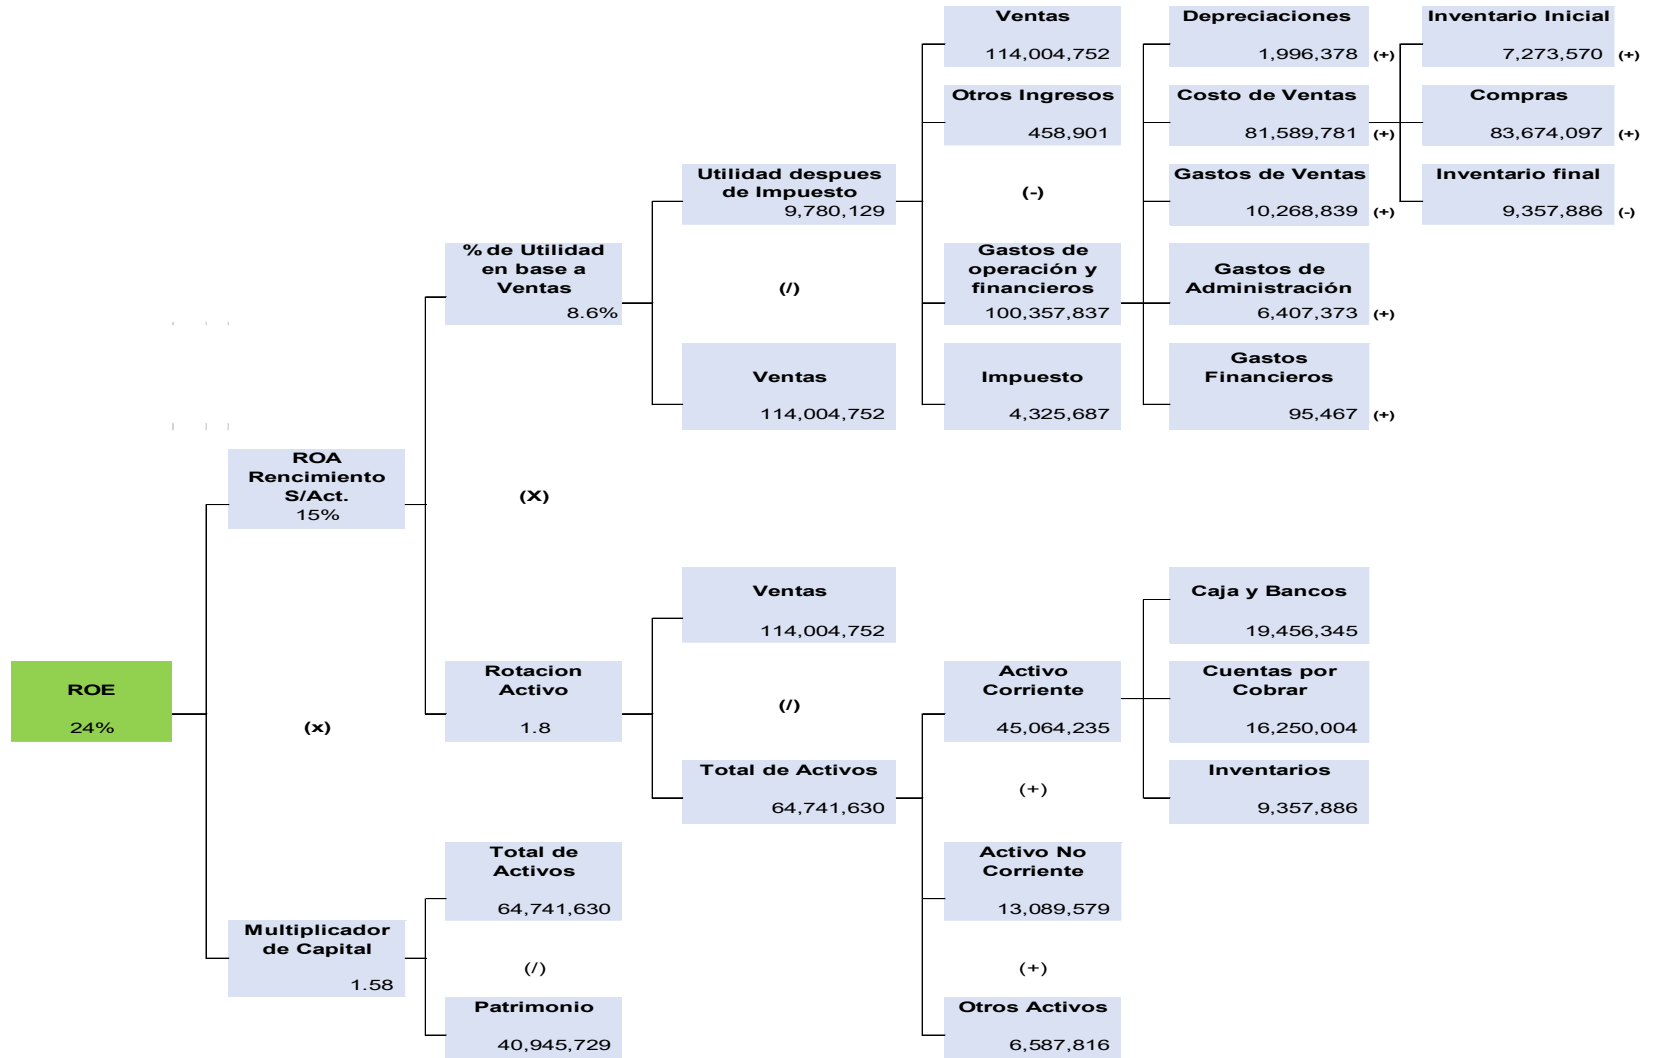 Ventas
114,004,752
Depreciaciones
1,996,378 (+)
Inventario Inicial
7,273,570 (+)
Otros Ingresos
458,901
Costo de Ventas
81,589,781 (+)
Compras
83,674,097 (+)
Utilidad despues
de Impuesto
9,780,129
(-)
Gastos de Ventas
10,268,839 (+)
Inventario final
9,357,886 (-)
% de Utilidad
en base a
Ventas
8.6%
(/)
Gastos de
operación y
financieros
100,357,837
Gastos de
Administración
6,407,373 (+)
Ventas
114,004,752
Impuesto
4,325,687
Gastos
Financieros
95,467 (+)
ROA
Rencimiento
S/Act.
15%
(X)
Ventas
114,004,752
Caja y Bancos
19,456,345
ROE
24%
(x)
Rotacion
Activo
1.8
(/)
Activo
Corriente
45,064,235
Cuentas por
Cobrar
16,250,004
Total de Activos
64,741,630
(+)
Inventarios
9,357,886
Total de
Activos
64,741,630
Activo No
Corriente
13,089,579
Multiplicador
de Capital
1.58
(/)
(+)
Patrimonio
40,945,729
Otros Activos
6,587,816